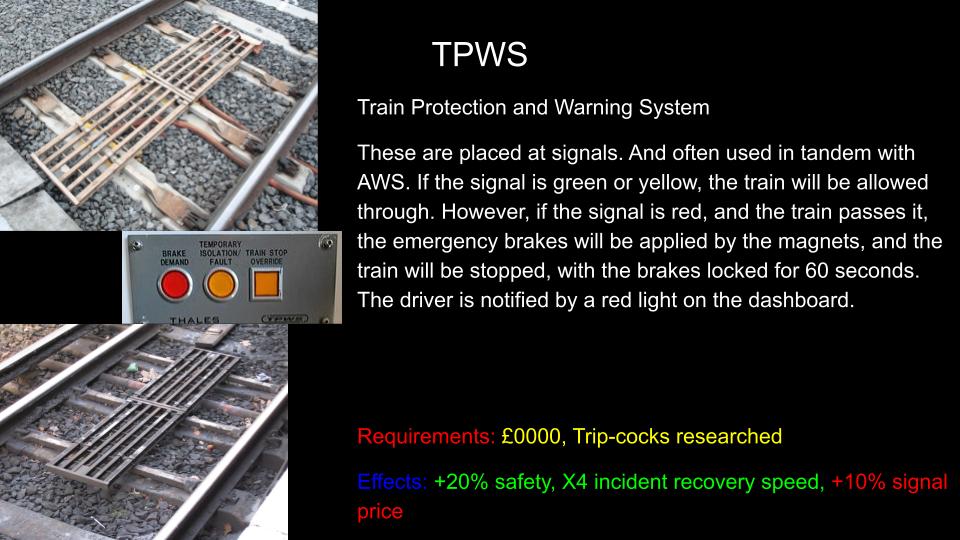 TPWS
Train Protection and Warning System
These are placed at signals. And often used in tandem with
AWS. If the signal is green or yellow, the train will be allowed
through. However, if the signal is red, and the train passes it,
the emergency brakes will be applied by the magnets, and the
train will be stopped, with the brakes locked for 60 seconds.
The driver is notified by a red light on the dashboard.
BRAKE
DEMAND
TEMPORARY
ISOLATION/
FAULT
TRAIN STOP
OVERRIDE
THALES
TPWS
Requirements: £0000, Trip-cocks researched
Effects: +20% safety, X4 incident recovery speed, +10% signal
price